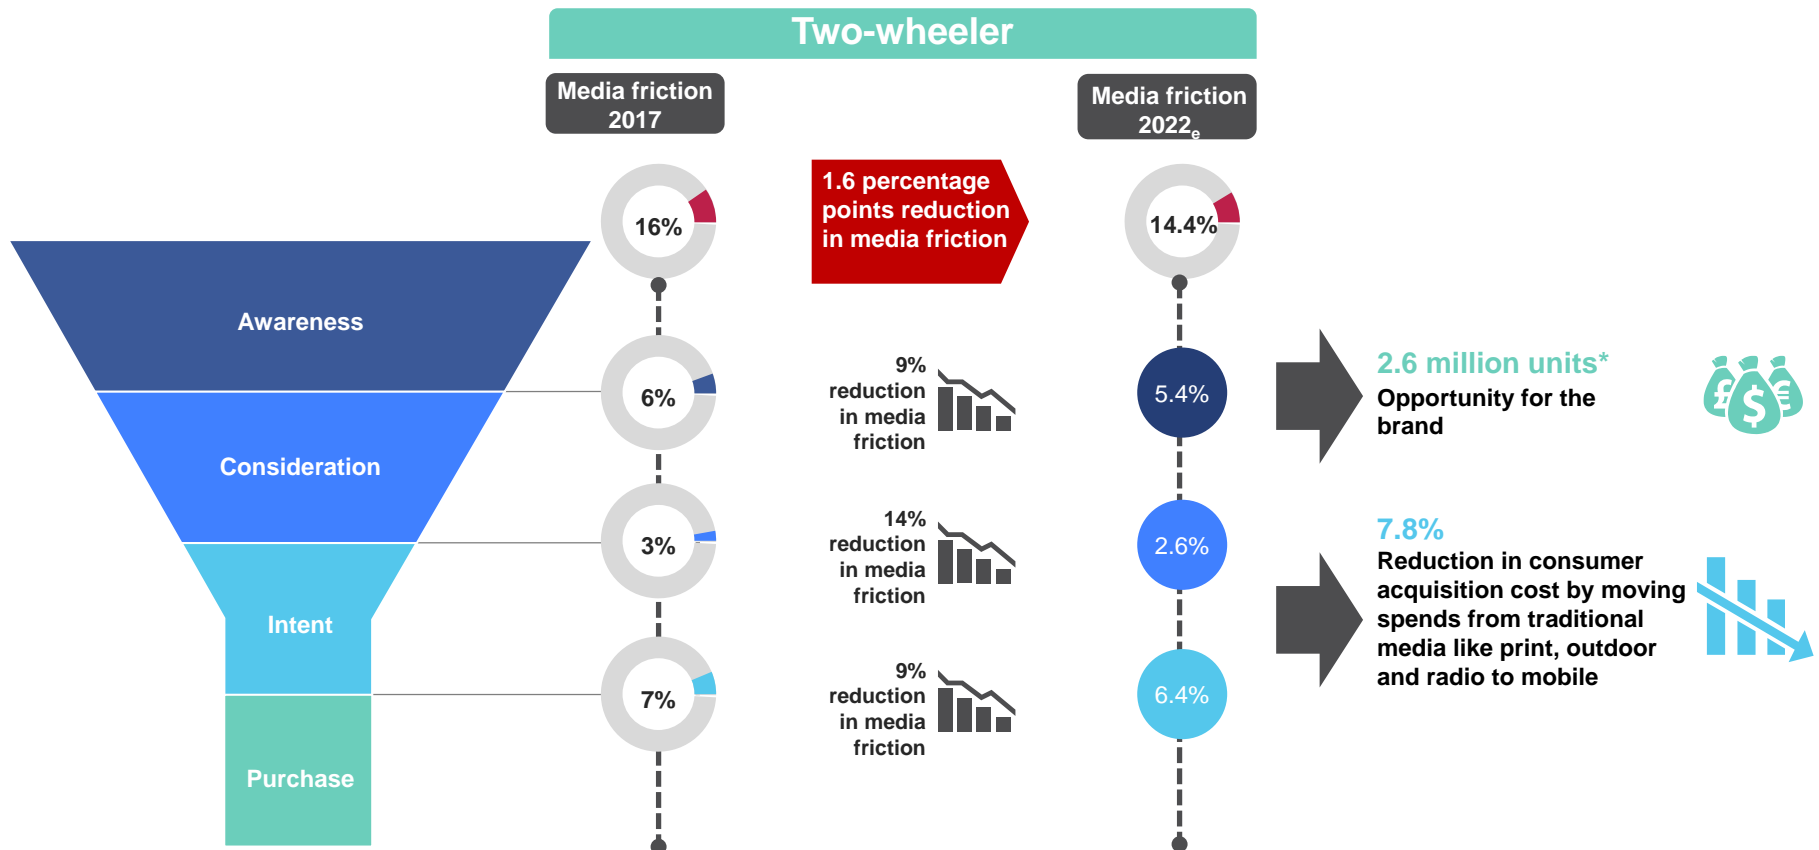 Two-wheeler
Media friction
2017
Media friction
2022e
16%
1.6 percentage
points reduction
in media friction
14.4%
Awareness
6%
9%
reduction
in media
friction
5.4%
2.6 million units*
Opportunity for the
brand
£ $ €
Consideration
3%
14%
reduction
in media
friction
2.6%
7.8%
Reduction in consumer
acquisition cost by moving
spends from traditional
media like print, outdoor
and radio to mobile
Intent
7%
9%
reduction
in media
friction
6.4%
Purchase